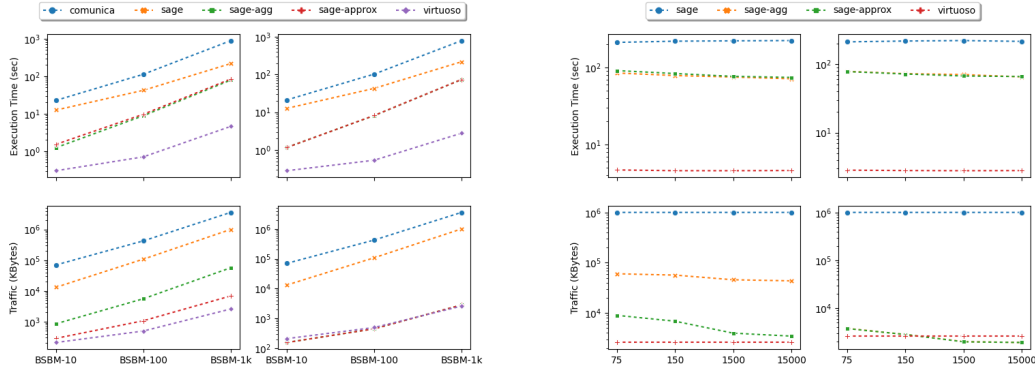 comunica sage sage-agg sage-approx virtuoso
sage sage-agg sage-approx virtuoso
Execution Time (sec)
10³
10²
10¹
10⁰
10³
10²
10¹
10⁰
Execution Time (sec)
10²
10¹
10²
10¹
Traffic (KBytes)
10⁶
10⁵
10⁴
10³
BSBM-10 BSBM-100 BSBM-1k
10⁶
10⁵
10⁴
10³
10²
BSBM-10 BSBM-100 BSBM-1k
Traffic (KBytes)
10⁶
10⁵
10⁴
75 150 1500 15000
10⁶
10⁵
10⁴
75 150 1500 15000